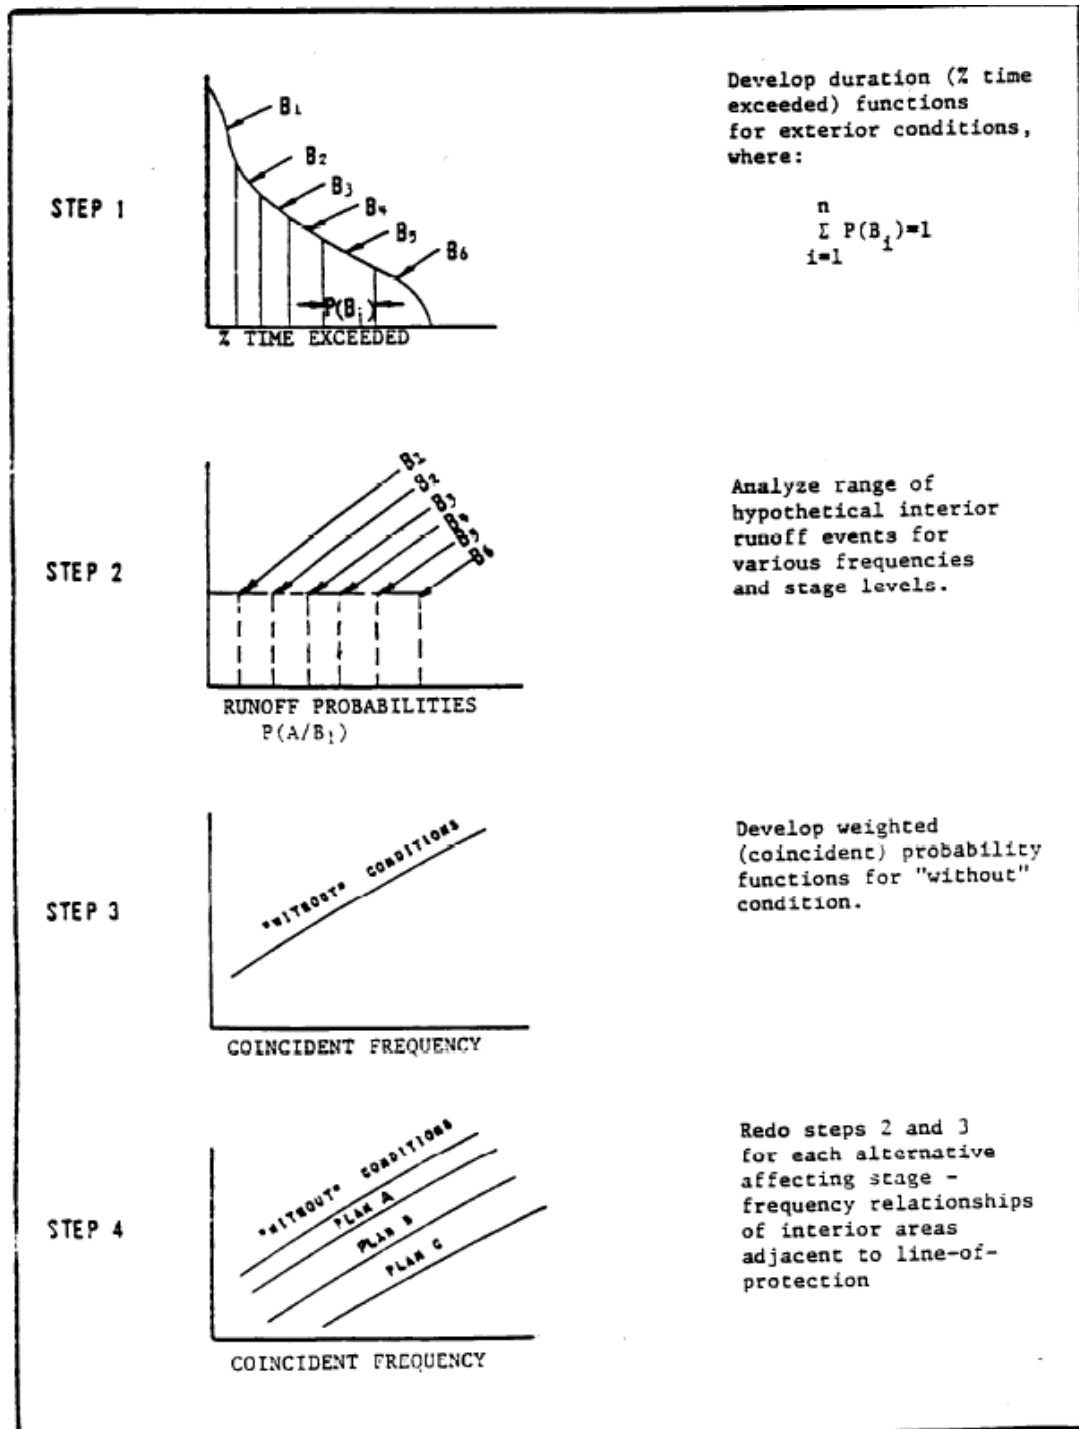 STEP 1
B1
B2
B3
B4
B5
B6
P(Bi)
% TIME EXCEEDED
Develop duration (% time
exceeded) functions
for exterior conditions,
where:
n
Σ P(Bi)=1
i=1
STEP 2
B1
B2
B3
B4
B5
B6
RUNOFF PROBABILITIES
P(A/B1)
Analyze range of
hypothetical interior
runoff events for
various frequencies
and stage levels.
STEP 3
"WITHOUT" CONDITIONS
COINCIDENT FREQUENCY
Develop weighted
(coincident) probability
functions for "without"
condition.
STEP 4
"WITHOUT" CONDITIONS
PLAN A
PLAN B
PLAN C
COINCIDENT FREQUENCY
Redo steps 2 and 3
for each alternative
affecting stage -
frequency relationships
of interior areas
adjacent to line-of-
protection